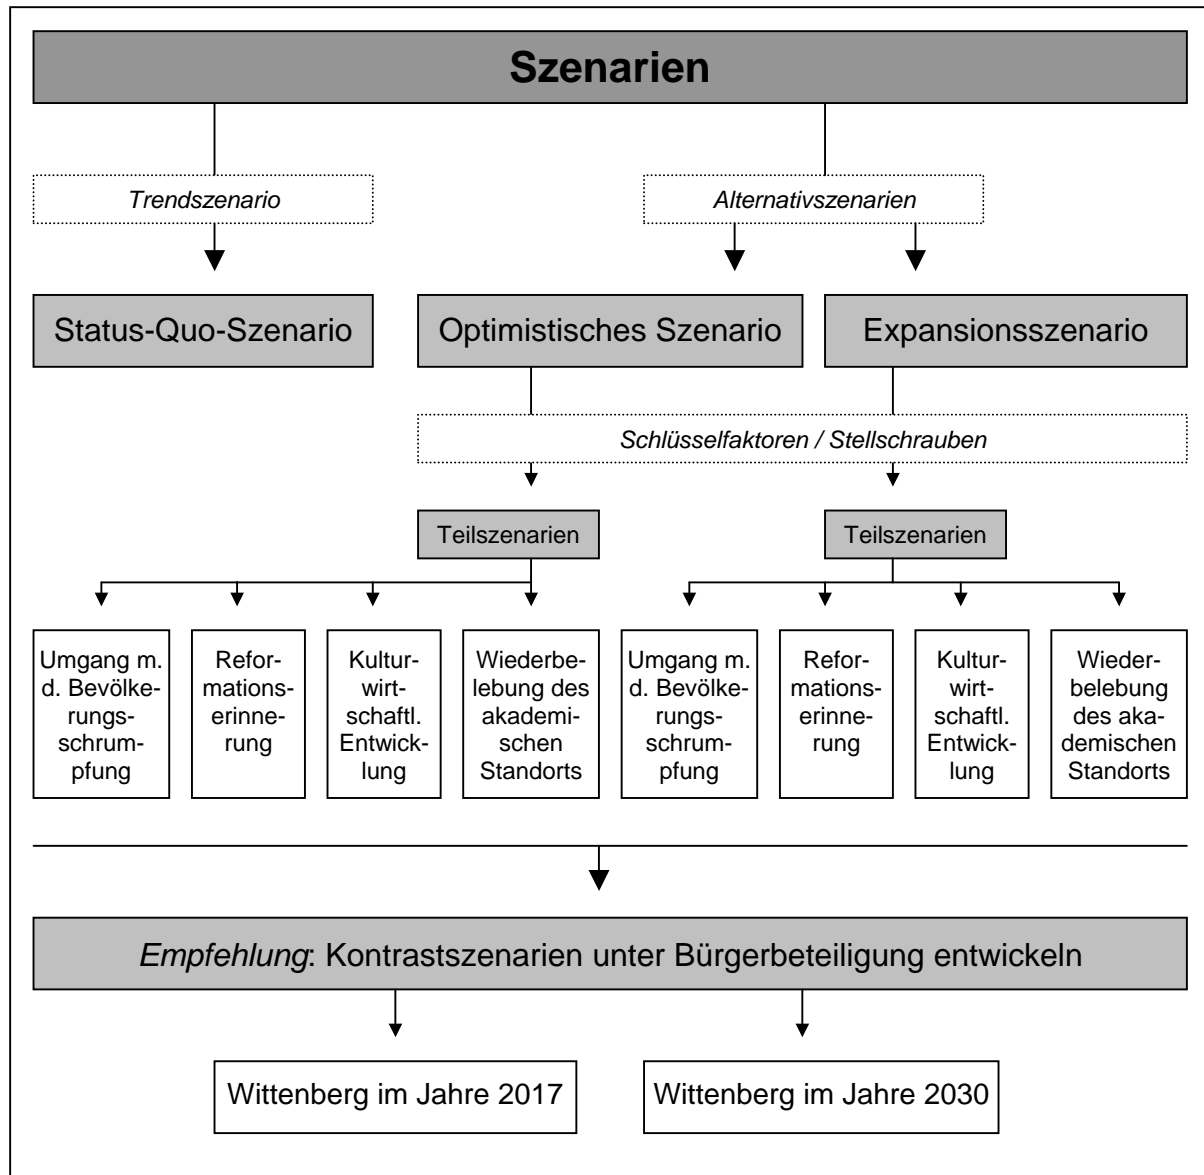 Szenarien
Trendszenario
Alternativszenarien
Status-Quo-Szenario
Optimistisches Szenario
Expansionsszenario
Schlüsselfaktoren / Stellschrauben
Teilszenarien
Teilszenarien
Umgang m.
d. Bevölke-
rungs-
schrum-
pfung
Refor-
mations-
erinne-
rung
Kultur-
wirt-
schaftl.
Entwick-
lung
Wiederbe-
lebung des
akademi-
schen
Standorts
Umgang m.
d. Bevölke-
rungs-
schrum-
pfung
Refor-
mations-
erinne-
rung
Kultur-
wirt-
schaftl.
Entwick-
lung
Wieder-
belebung
des aka-
demischen
Standorts
Empfehlung: Kontrastszenarien unter Bürgerbeteiligung entwickeln
Wittenberg im Jahre 2017
Wittenberg im Jahre 2030